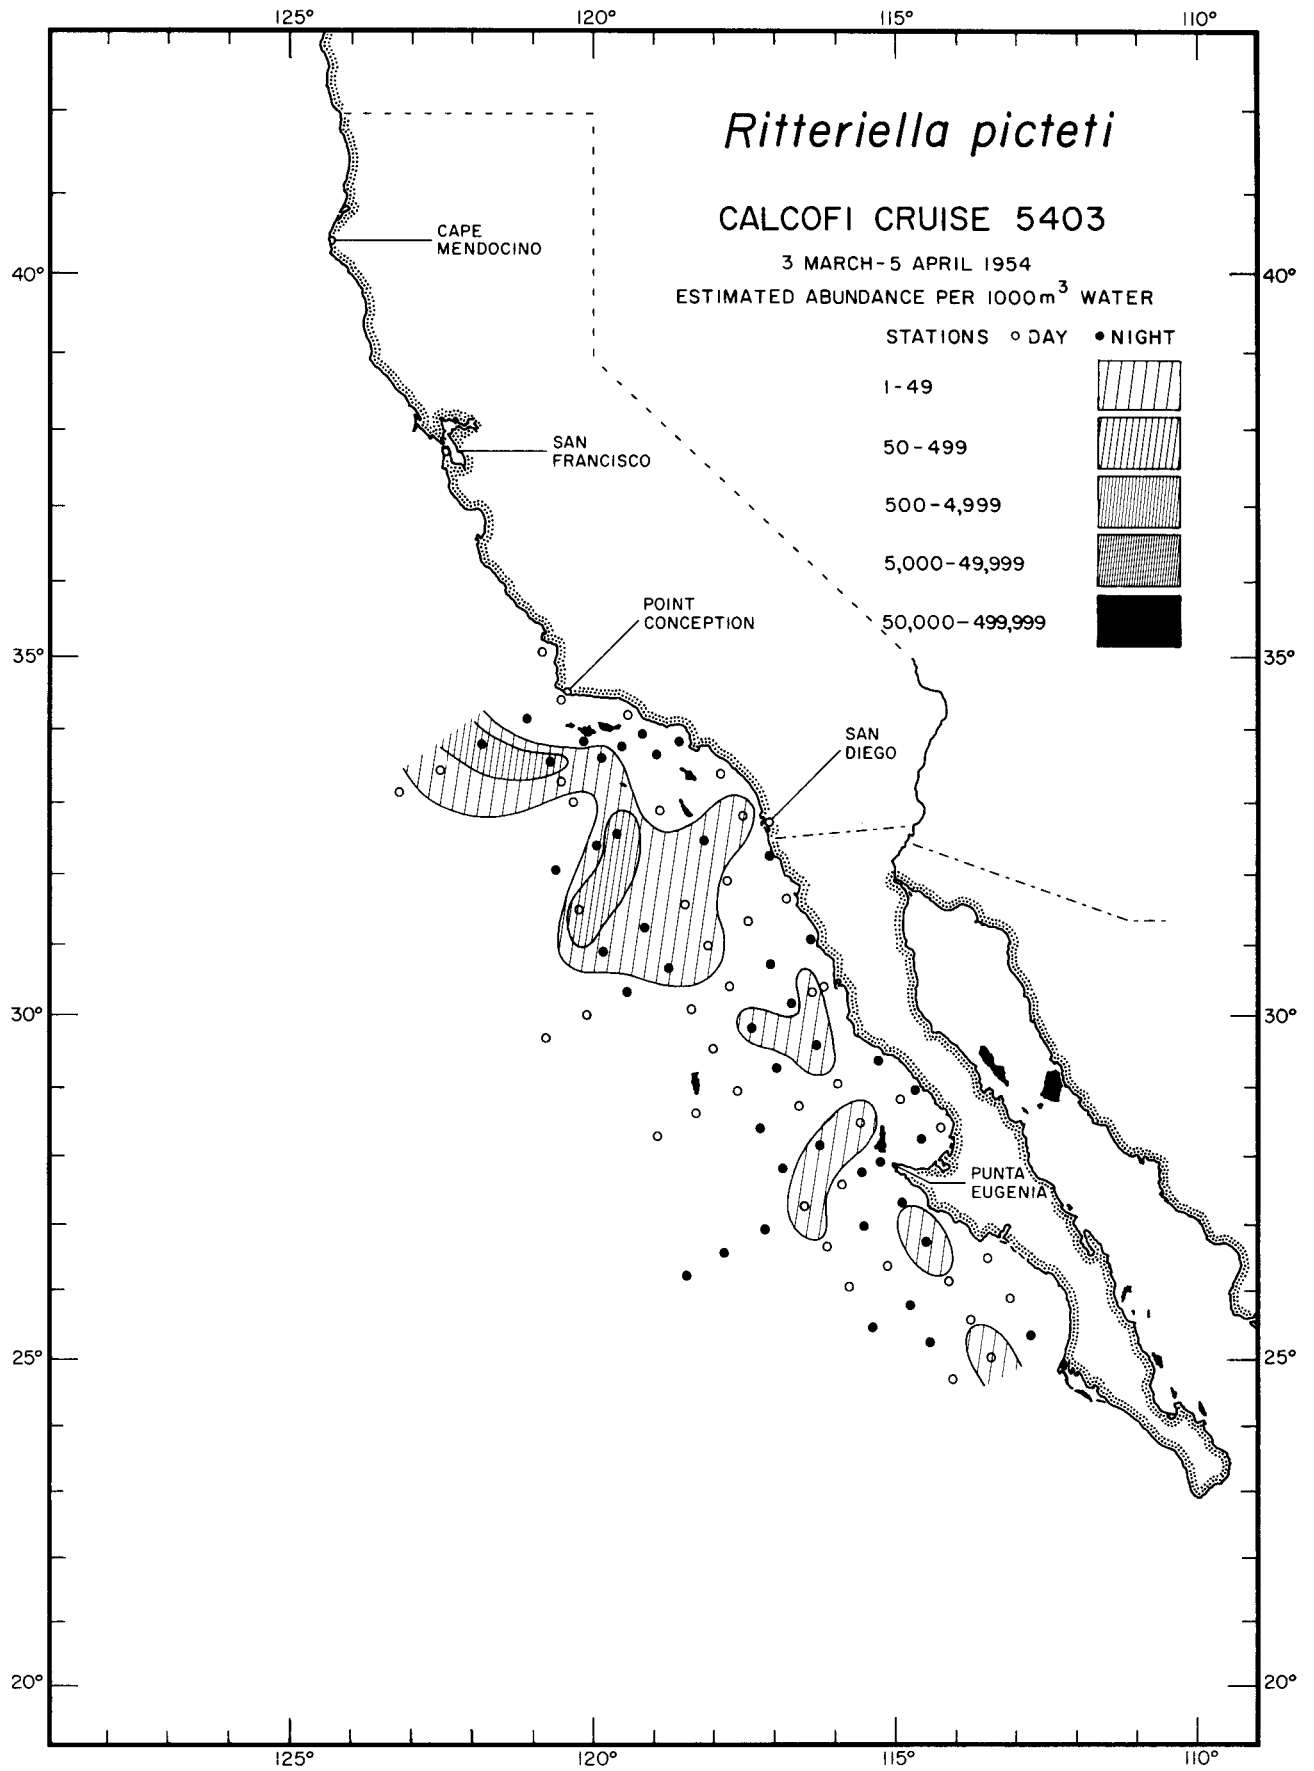 125° 120° 115° 110°
Ritteriella picteti
CALCOFI CRUISE 5403
3 MARCH-5 APRIL 1954
ESTIMATED ABUNDANCE PER 1000m³ WATER
STATIONS ○ DAY ● NIGHT
1-49
50-499
500-4,999
5,000-49,999
50,000-499,999
CAPE
MENDOCINO
40° 40°
SAN
FRANCISCO
POINT
CONCEPTION
35° 35°
SAN
DIEGO
30° 30°
PUNTA
EUGENIA
25° 25°
20° 20°
125° 120° 115° 110°